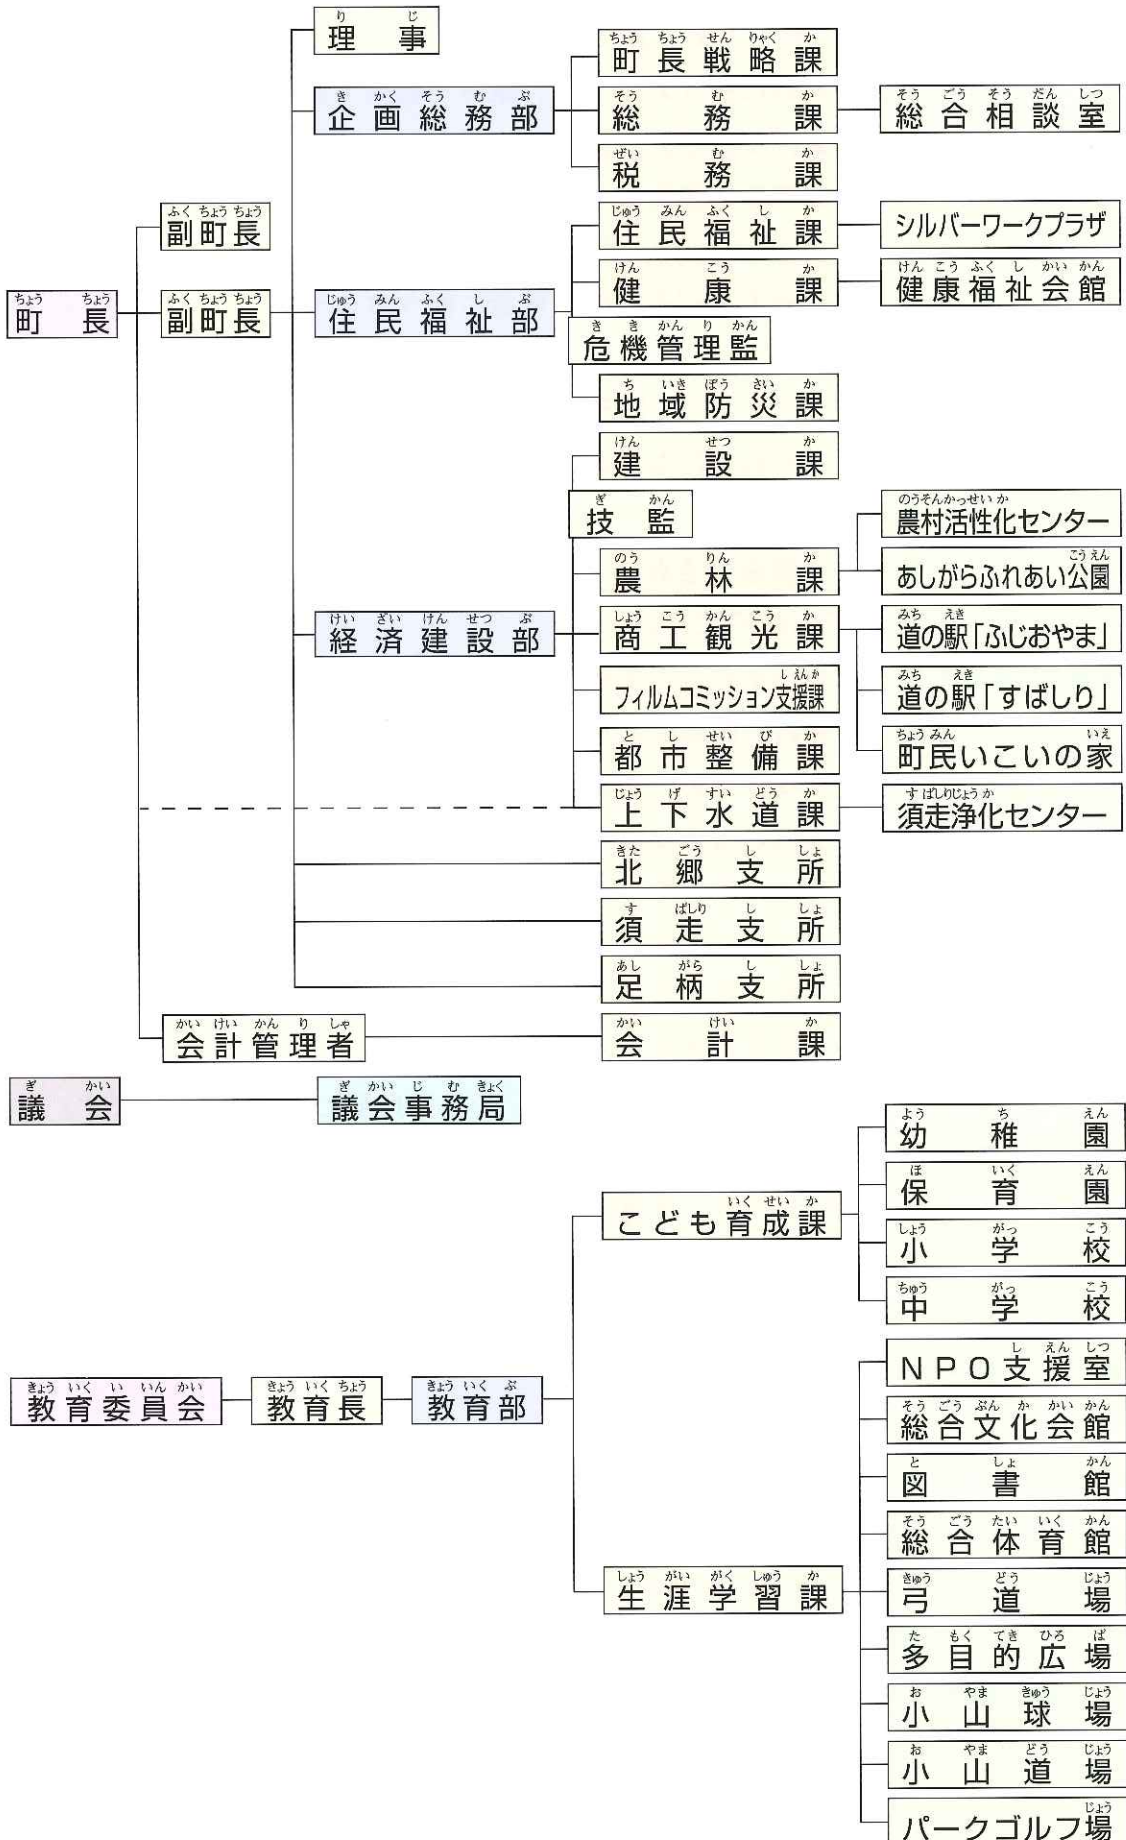 理事
町長戦略課
企画総務部
総務課
総合相談室
税務課
副町長
住民福祉課
シルバーワークプラザ
健康課
健康福祉会館
町長
副町長
住民福祉部
危機管理監
地域防災課
建設課
技監
農村活性化センター
農林課
あしがらふれあい公園
経済建設部
商工観光課
道の駅「ふじおやま」
フィルムコミッション支援課
道の駅「すばしり」
都市整備課
町民いこいの家
上下水道課
須走浄化センター
北郷支所
須走支所
足柄支所
会計管理者
会計課
議会
議会事務局
幼稚園
保育園
こども育成課
小学校
中学校
教育委員会
教育長
教育部
NPO支援室
総合文化会館
図書館
総合体育館
生涯学習課
弓道場
多目的広場
小山球場
小山道場
パークゴルフ場